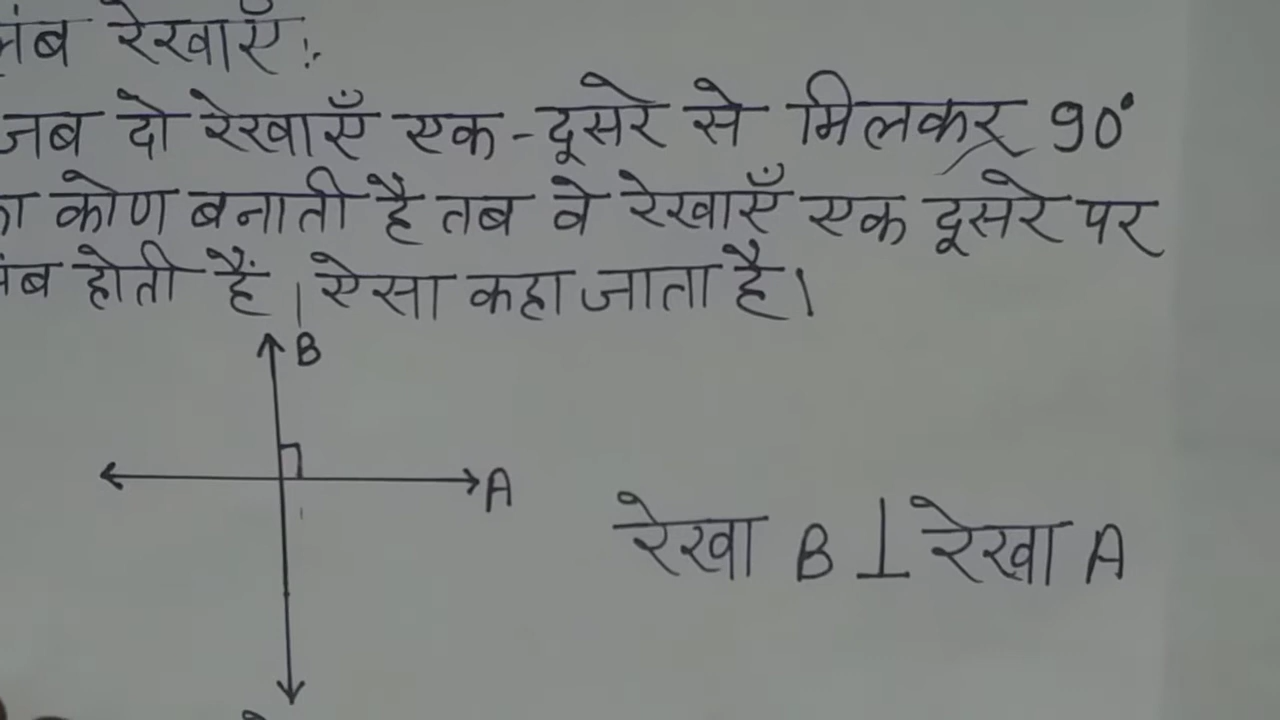 लंब रेखाएँ:
जब दो रेखाएँ एक-दूसरे से मिलकर 90°
का कोण बनाती है तब वे रेखाएँ एक दूसरे पर
लंब होती हैं। ऐसा कहा जाता है।
B
A
रेखा B ⊥ रेखा A